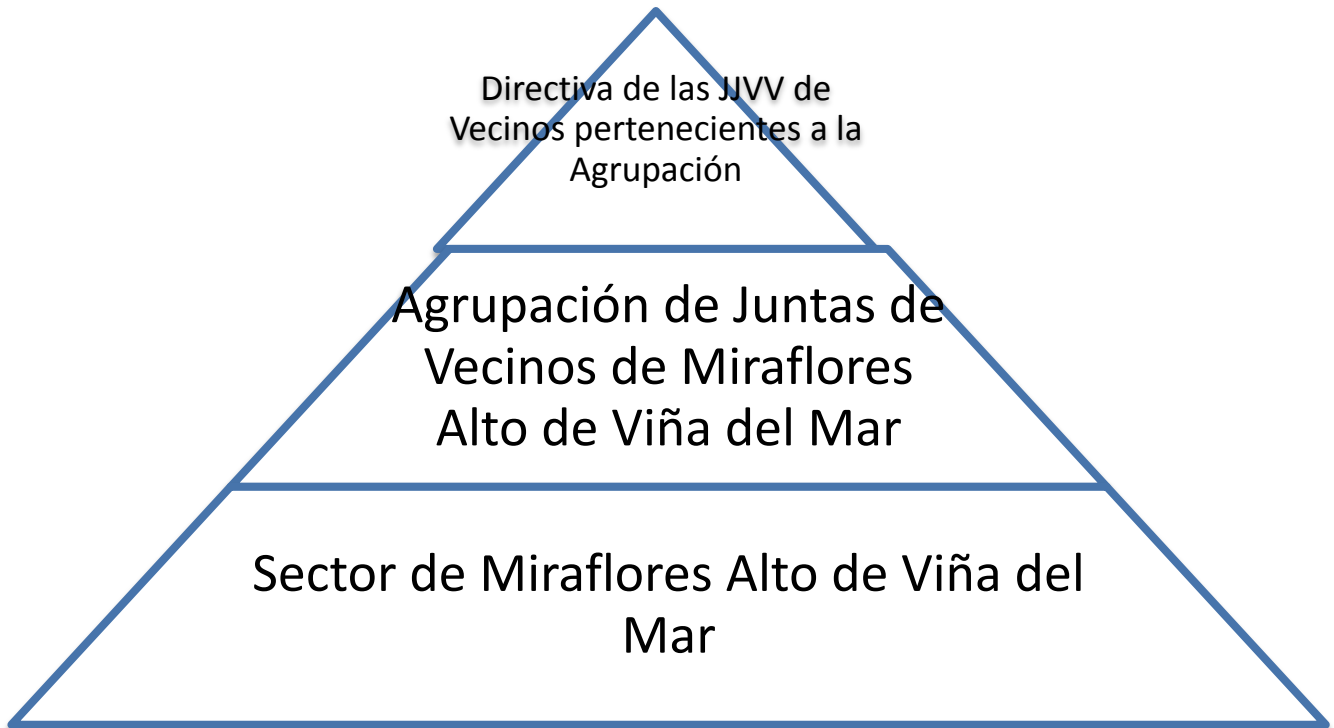 Directiva de las JJVV de
Vecinos pertenecientes a la
Agrupación
Agrupación de Juntas de
Vecinos de Miraflores
Alto de Viña del Mar
Sector de Miraflores Alto de Viña del
Mar